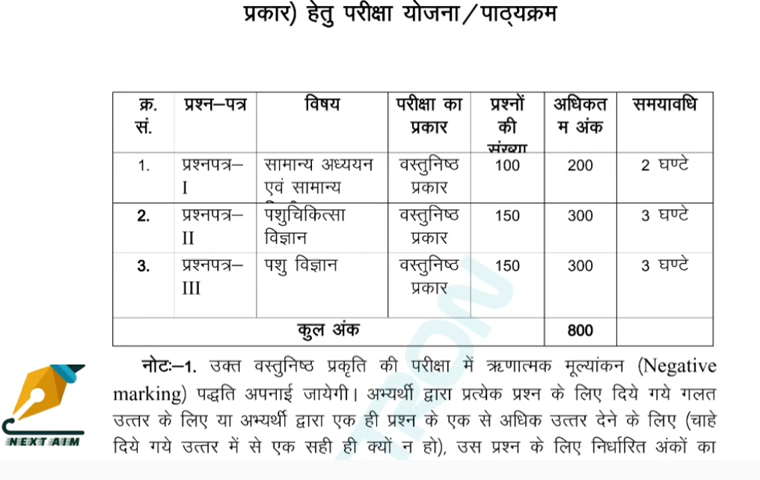 प्रकार) हेतु परीक्षा योजना/पाठ्यक्रम
क्र. सं. प्रश्न–पत्र विषय परीक्षा का प्रकार प्रश्नों की संख्या अधिकतम अंक समयावधि
1. प्रश्नपत्र–I सामान्य अध्ययन एवं सामान्य वस्तुनिष्ठ प्रकार 100 200 2 घण्टे
2. प्रश्नपत्र–II पशुचिकित्सा विज्ञान वस्तुनिष्ठ प्रकार 150 300 3 घण्टे
3. प्रश्नपत्र–III पशु विज्ञान वस्तुनिष्ठ प्रकार 150 300 3 घण्टे
कुल अंक 800
नोटः–1. उक्त वस्तुनिष्ठ प्रकृति की परीक्षा में ऋणात्मक मूल्यांकन (Negative
marking) पद्धति अपनाई जायेगी। अभ्यर्थी द्वारा प्रत्येक प्रश्न के लिए दिये गये गलत
उत्तर के लिए या अभ्यर्थी द्वारा एक ही प्रश्न के एक से अधिक उत्तर देने के लिए (चाहे
दिये गये उत्तर में से एक सही ही क्यों न हो), उस प्रश्न के लिए निर्धारित अंकों का
NEXT AIM
TRON